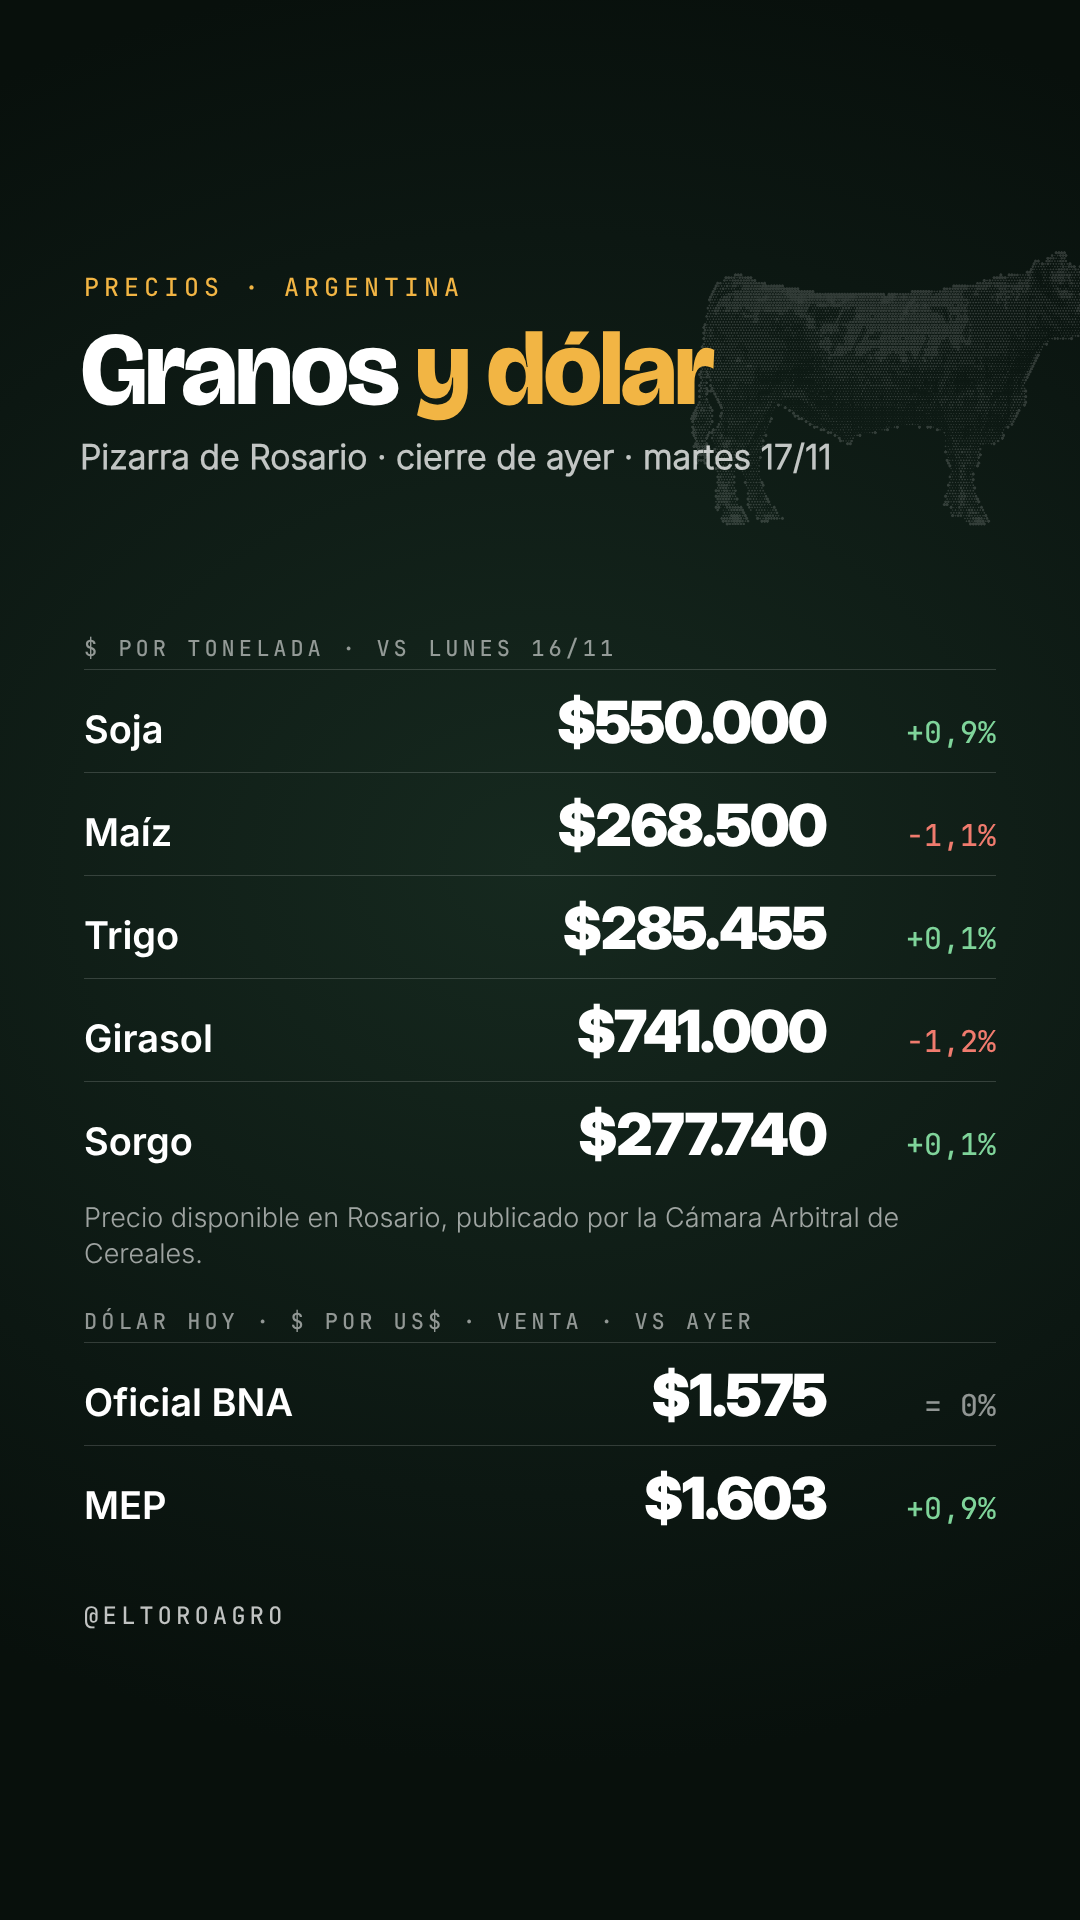 PRECIOS · ARGENTINA
Granos y dólar
Pizarra de Rosario · cierre de ayer · martes 17/11
$ POR TONELADA · VS LUNES 16/11
Soja $550.000 +0,9%
Maíz $268.500 -1,1%
Trigo $285.455 +0,1%
Girasol $741.000 -1,2%
Sorgo $277.740 +0,1%
Precio disponible en Rosario, publicado por la Cámara Arbitral de
Cereales.
DÓLAR HOY · $ POR US$ · VENTA · VS AYER
Oficial BNA $1.575 = 0%
MEP $1.603 +0,9%
@ELTOROAGRO